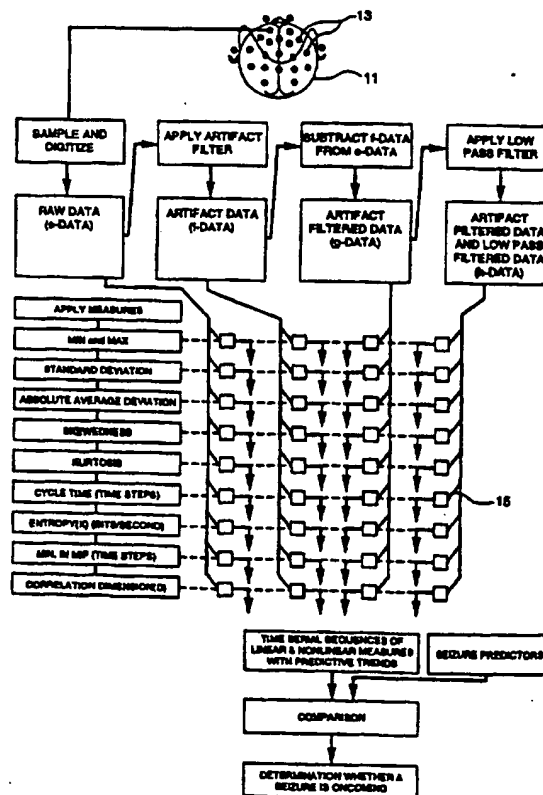 13
11
SAMPLE AND
DIGITIZE
APPLY ARTIFACT
FILTER
SUBTRACT f-DATA
FROM e-DATA
APPLY LOW
PASS FILTER
RAW DATA
(e-DATA)
ARTIFACT DATA
(f-DATA)
ARTIFACT
FILTERED DATA
(g-DATA)
ARTIFACT
FILTERED DATA
AND LOW PASS
FILTERED DATA
(h-DATA)
APPLY MEASURES
MIN and MAX
STANDARD DEVIATION
ABSOLUTE AVERAGE DEVIATION
SKEWEDNESS
KURTOSIS
CYCLE TIME (TIME STEPS)
15
ENTROPY(K) (BITS/SECOND)
MIN. IN MIF (TIME STEPS)
CORRELATION DIMENSION(D)
TIME SERIAL SEQUENCES OF
LINEAR & NONLINEAR MEASURES
WITH PREDICTIVE TRENDS
SEIZURE PREDICTORS
COMPARISON
DETERMINATION WHETHER A
SEIZURE IS ONCOMING